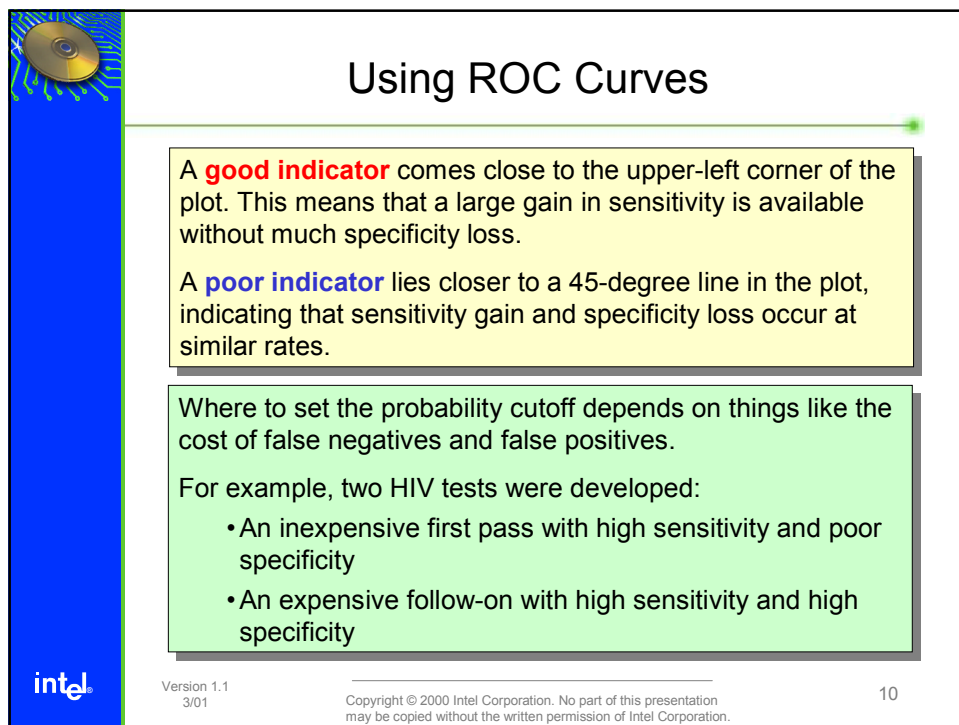 Using ROC Curves
A good indicator comes close to the upper-left corner of the
plot. This means that a large gain in sensitivity is available
without much specificity loss.
A poor indicator lies closer to a 45-degree line in the plot,
indicating that sensitivity gain and specificity loss occur at
similar rates.
Where to set the probability cutoff depends on things like the
cost of false negatives and false positives.
For example, two HIV tests were developed:
•An inexpensive first pass with high sensitivity and poor
specificity
•An expensive follow-on with high sensitivity and high
specificity
intel®
Version 1.1
3/01
Copyright © 2000 Intel Corporation. No part of this presentation
may be copied without the written permission of Intel Corporation.
10